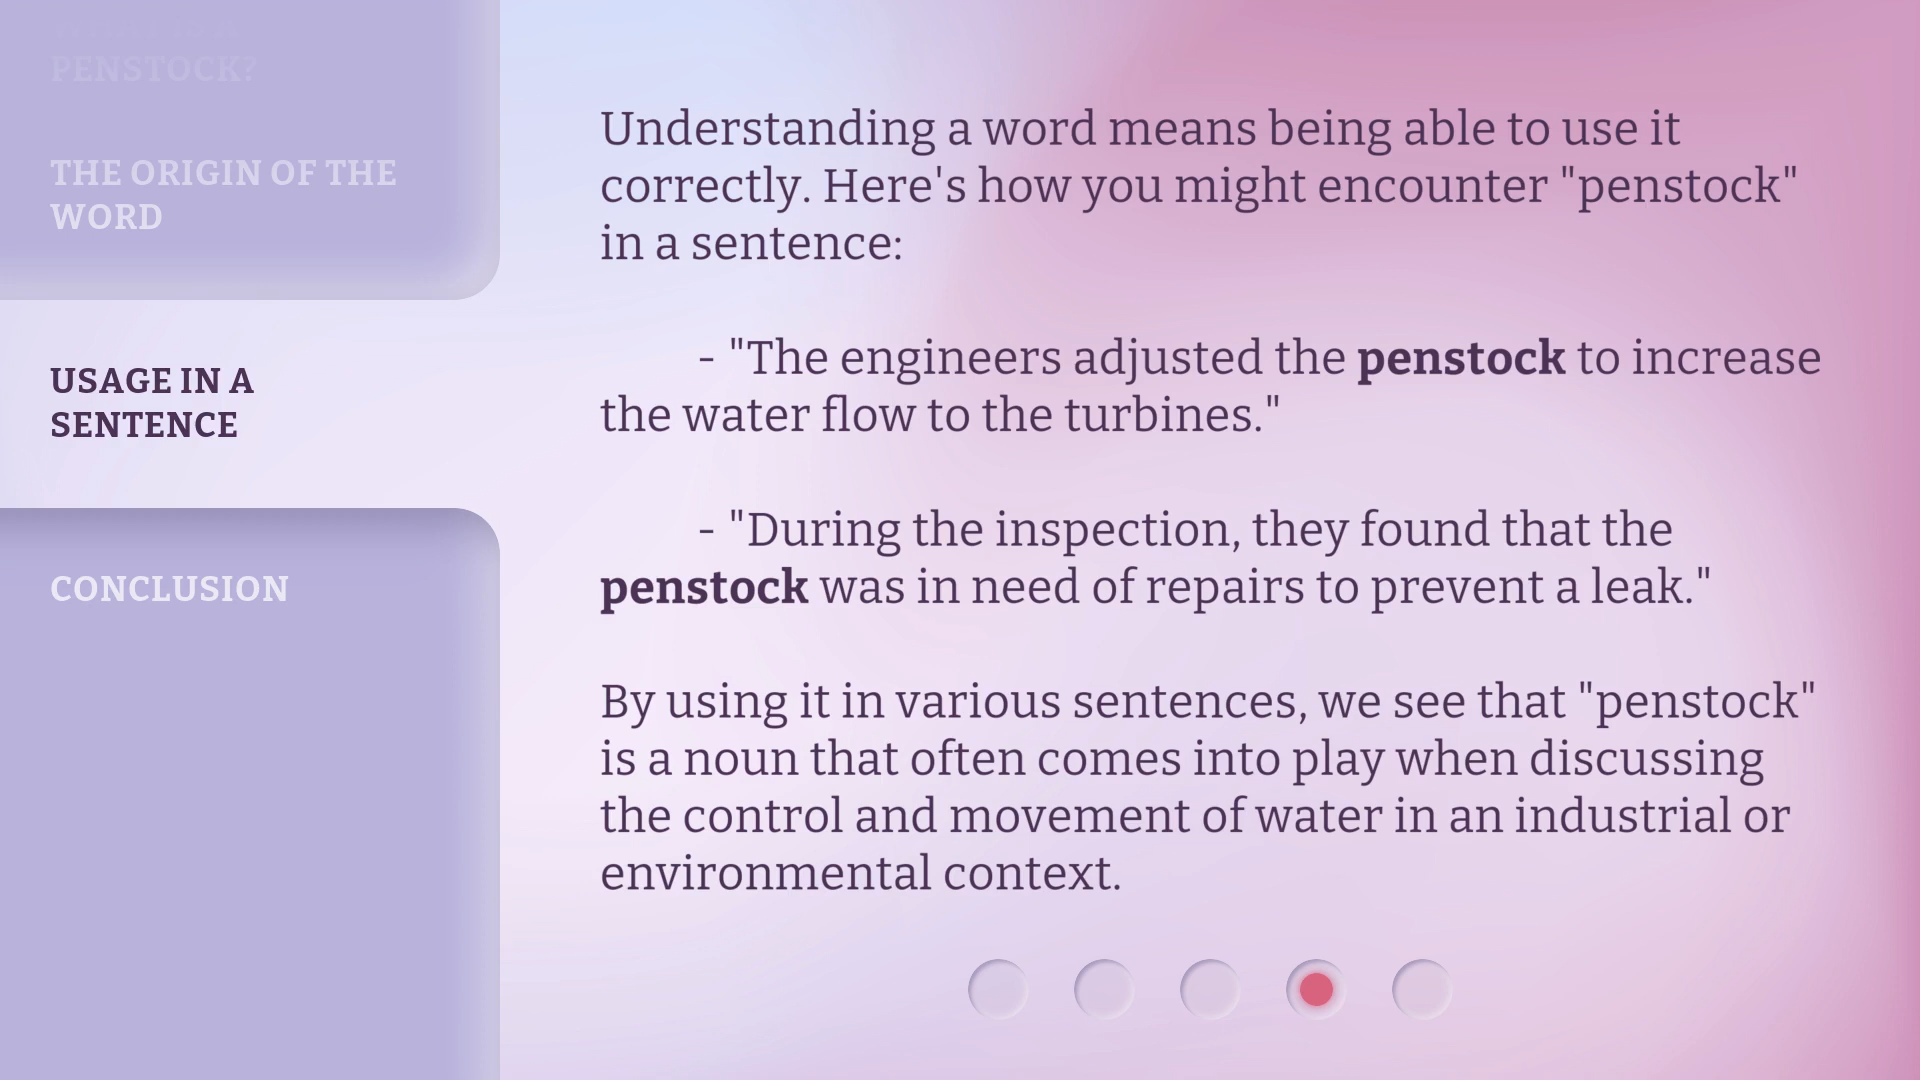 PENSTOCK?
THE ORIGIN OF THE
WORD
USAGE IN A
SENTENCE
CONCLUSION
Understanding a word means being able to use it
correctly. Here's how you might encounter "penstock"
in a sentence:
- "The engineers adjusted the penstock to increase
the water flow to the turbines."
- "During the inspection, they found that the
penstock was in need of repairs to prevent a leak."
By using it in various sentences, we see that "penstock"
is a noun that often comes into play when discussing
the control and movement of water in an industrial or
environmental context.